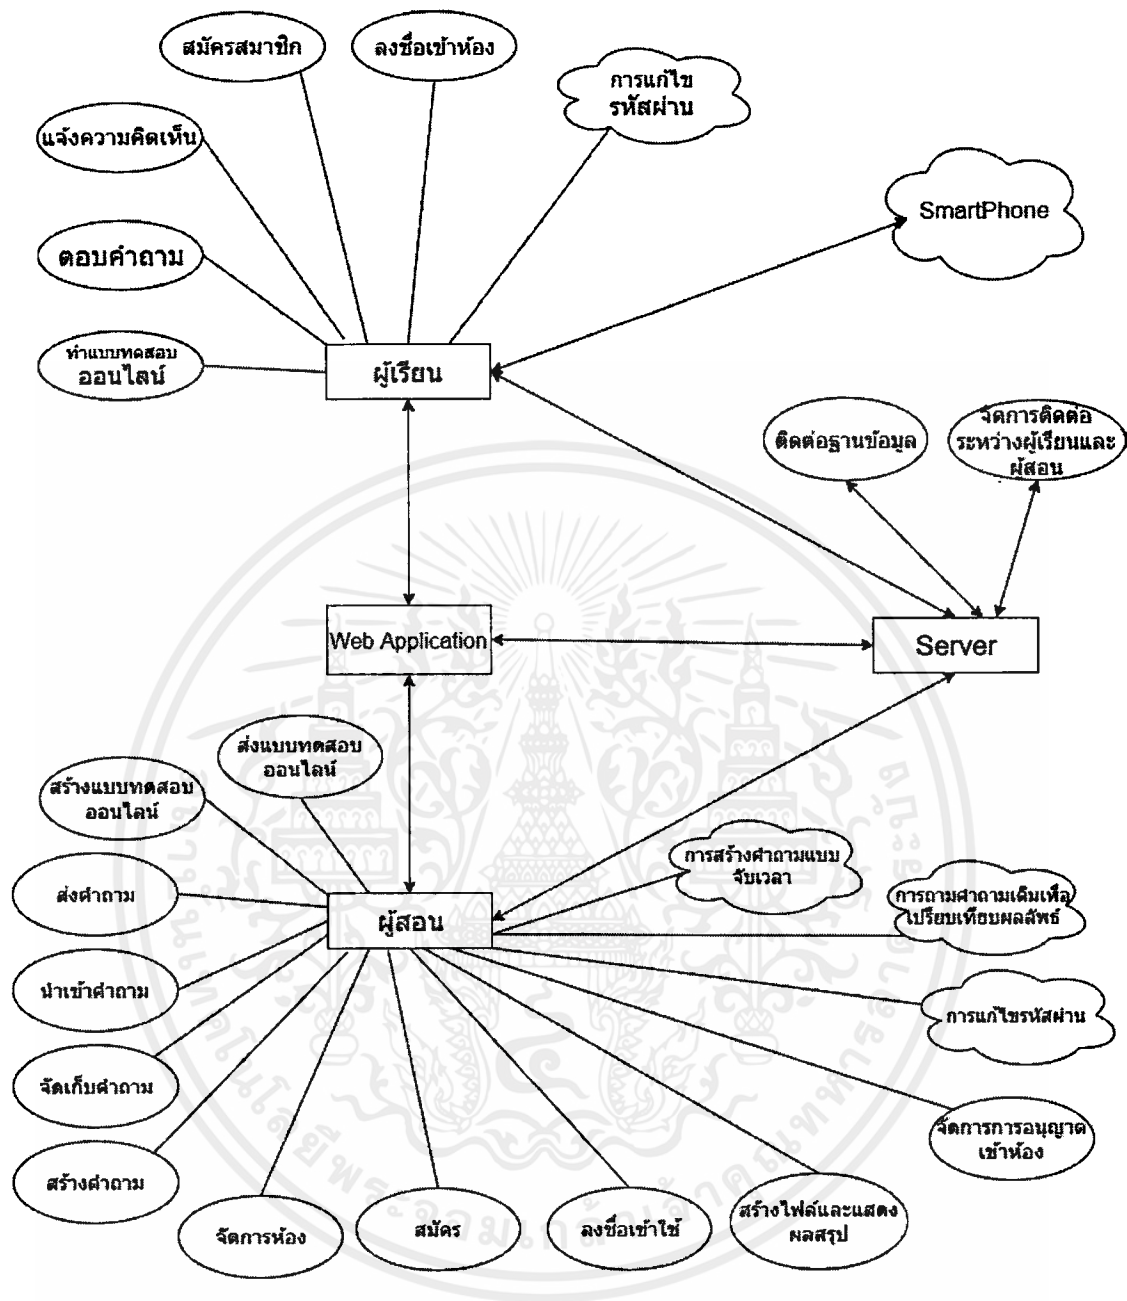 สมัครสมาชิก
ลงชื่อเข้าห้อง
การแก้ไข
รหัสผ่าน
แจ้งความคิดเห็น
SmartPhone
ตอบคำถาม
ทำแบบทดสอบ
ออนไลน์
ผู้เรียน
ติดต่อฐานข้อมูล
จัดการติดต่อ
ระหว่างผู้เรียนและ
ผู้สอน
Web Application
Server
ส่งแบบทดสอบ
ออนไลน์
สร้างแบบทดสอบ
ออนไลน์
การสร้างคำถามแบบ
จับเวลา
ส่งคำถาม
ผู้สอน
การถามคำถามเดิมเพื่อ
เปรียบเทียบผลลัพธ์
นำเข้าคำถาม
การแก้ไขรหัสผ่าน
จัดเก็บคำถาม
จัดการการอนุญาต
เข้าห้อง
สร้างคำถาม
จัดการห้อง
สมัคร
ลงชื่อเข้าใช้
สร้างไฟล์และแสดง
ผลสรุป